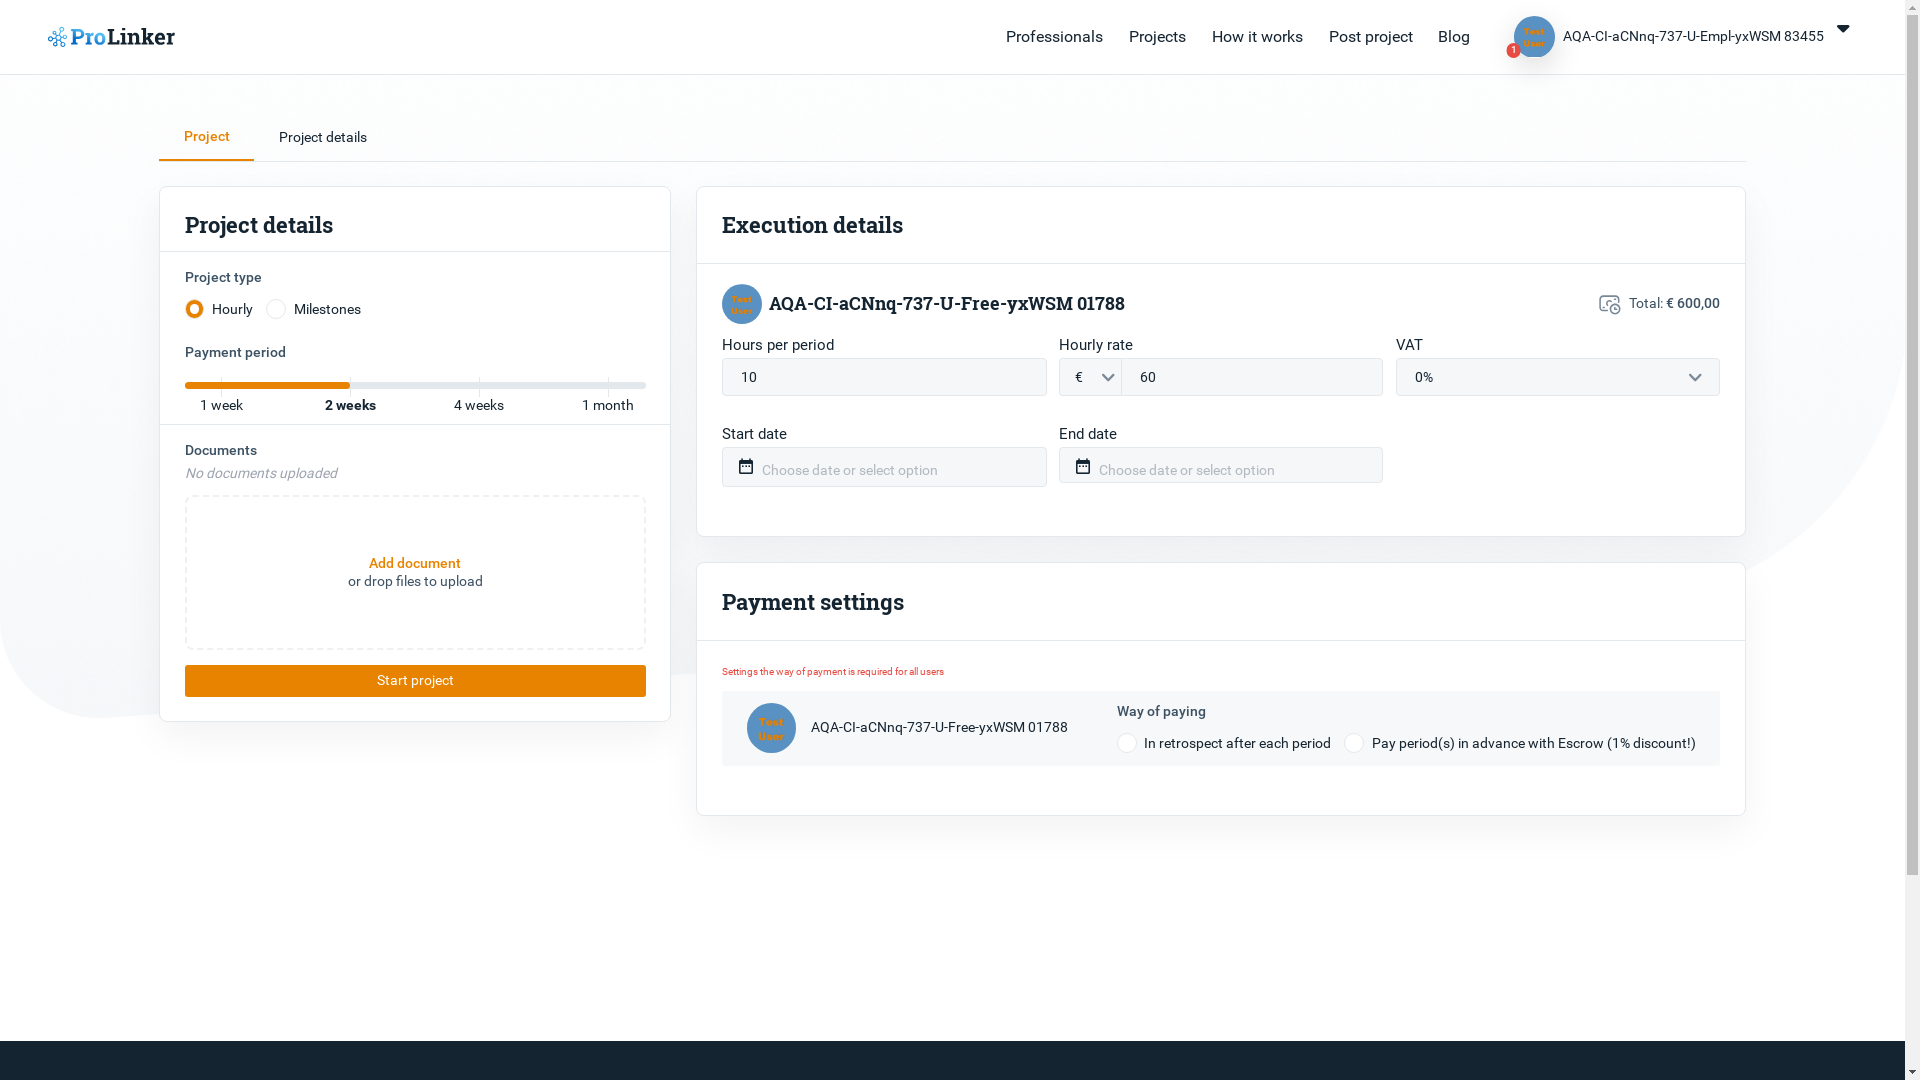 ProLinker
Professionals
Projects
How it works
Post project
Blog
Test
User
1
AQA-CI-aCNnq-737-U-Empl-yxWSM 83455
Project
Project details
Project details
Project type
Hourly
Milestones
Payment period
1 week
2 weeks
4 weeks
1 month
Documents
No documents uploaded
Add document
or drop files to upload
Start project
Execution details
Test
User
AQA-CI-aCNnq-737-U-Free-yxWSM 01788
Total: € 600,00
Hours per period
Hourly rate
VAT
10
€
60
0%
Start date
End date
Choose date or select option
Choose date or select option
Payment settings
Settings the way of payment is required for all users
Test
User
AQA-CI-aCNnq-737-U-Free-yxWSM 01788
Way of paying
In retrospect after each period
Pay period(s) in advance with Escrow (1% discount!)